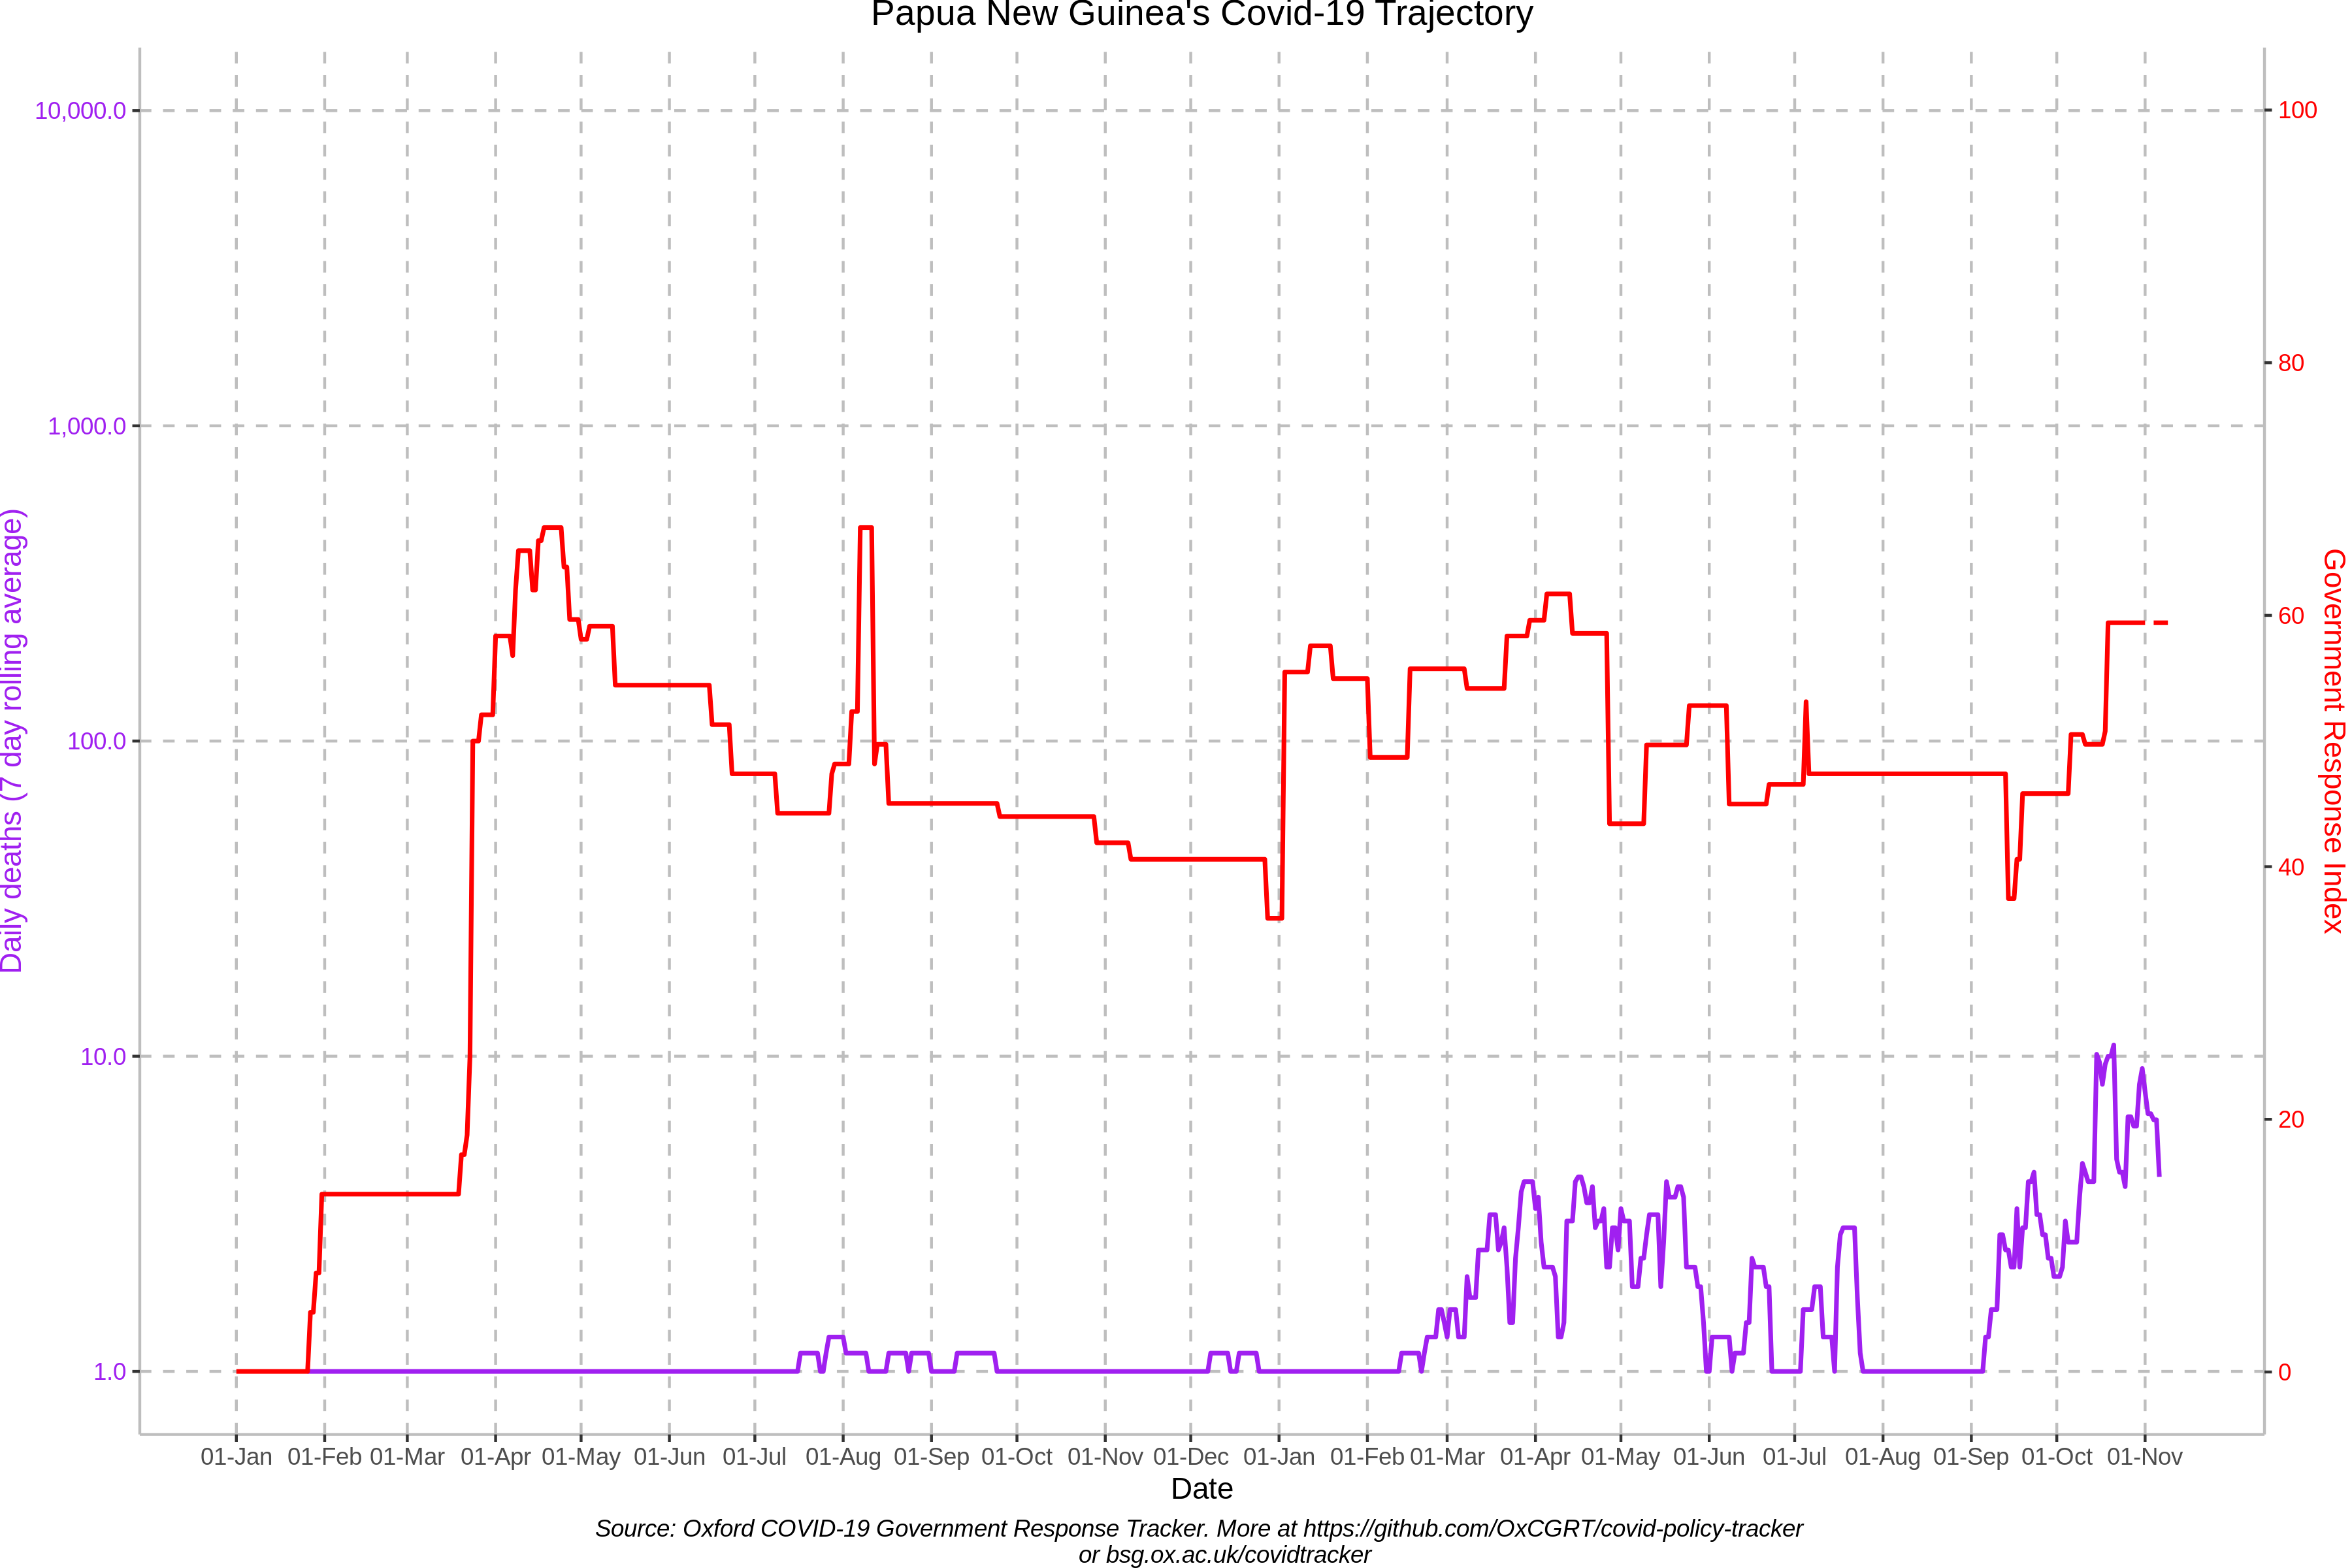 Papua New Guinea's Covid-19 Trajectory
10,000.0
1,000.0
100.0
10.0
1.0
Daily deaths (7 day rolling average)
100
80
60
40
20
0
Government Response Index
01-Jan 01-Feb 01-Mar 01-Apr 01-May 01-Jun 01-Jul 01-Aug 01-Sep 01-Oct 01-Nov 01-Dec 01-Jan 01-Feb 01-Mar 01-Apr 01-May 01-Jun 01-Jul 01-Aug 01-Sep 01-Oct 01-Nov
Date
Source: Oxford COVID-19 Government Response Tracker. More at https://github.com/OxCGRT/covid-policy-tracker
or bsg.ox.ac.uk/covidtracker